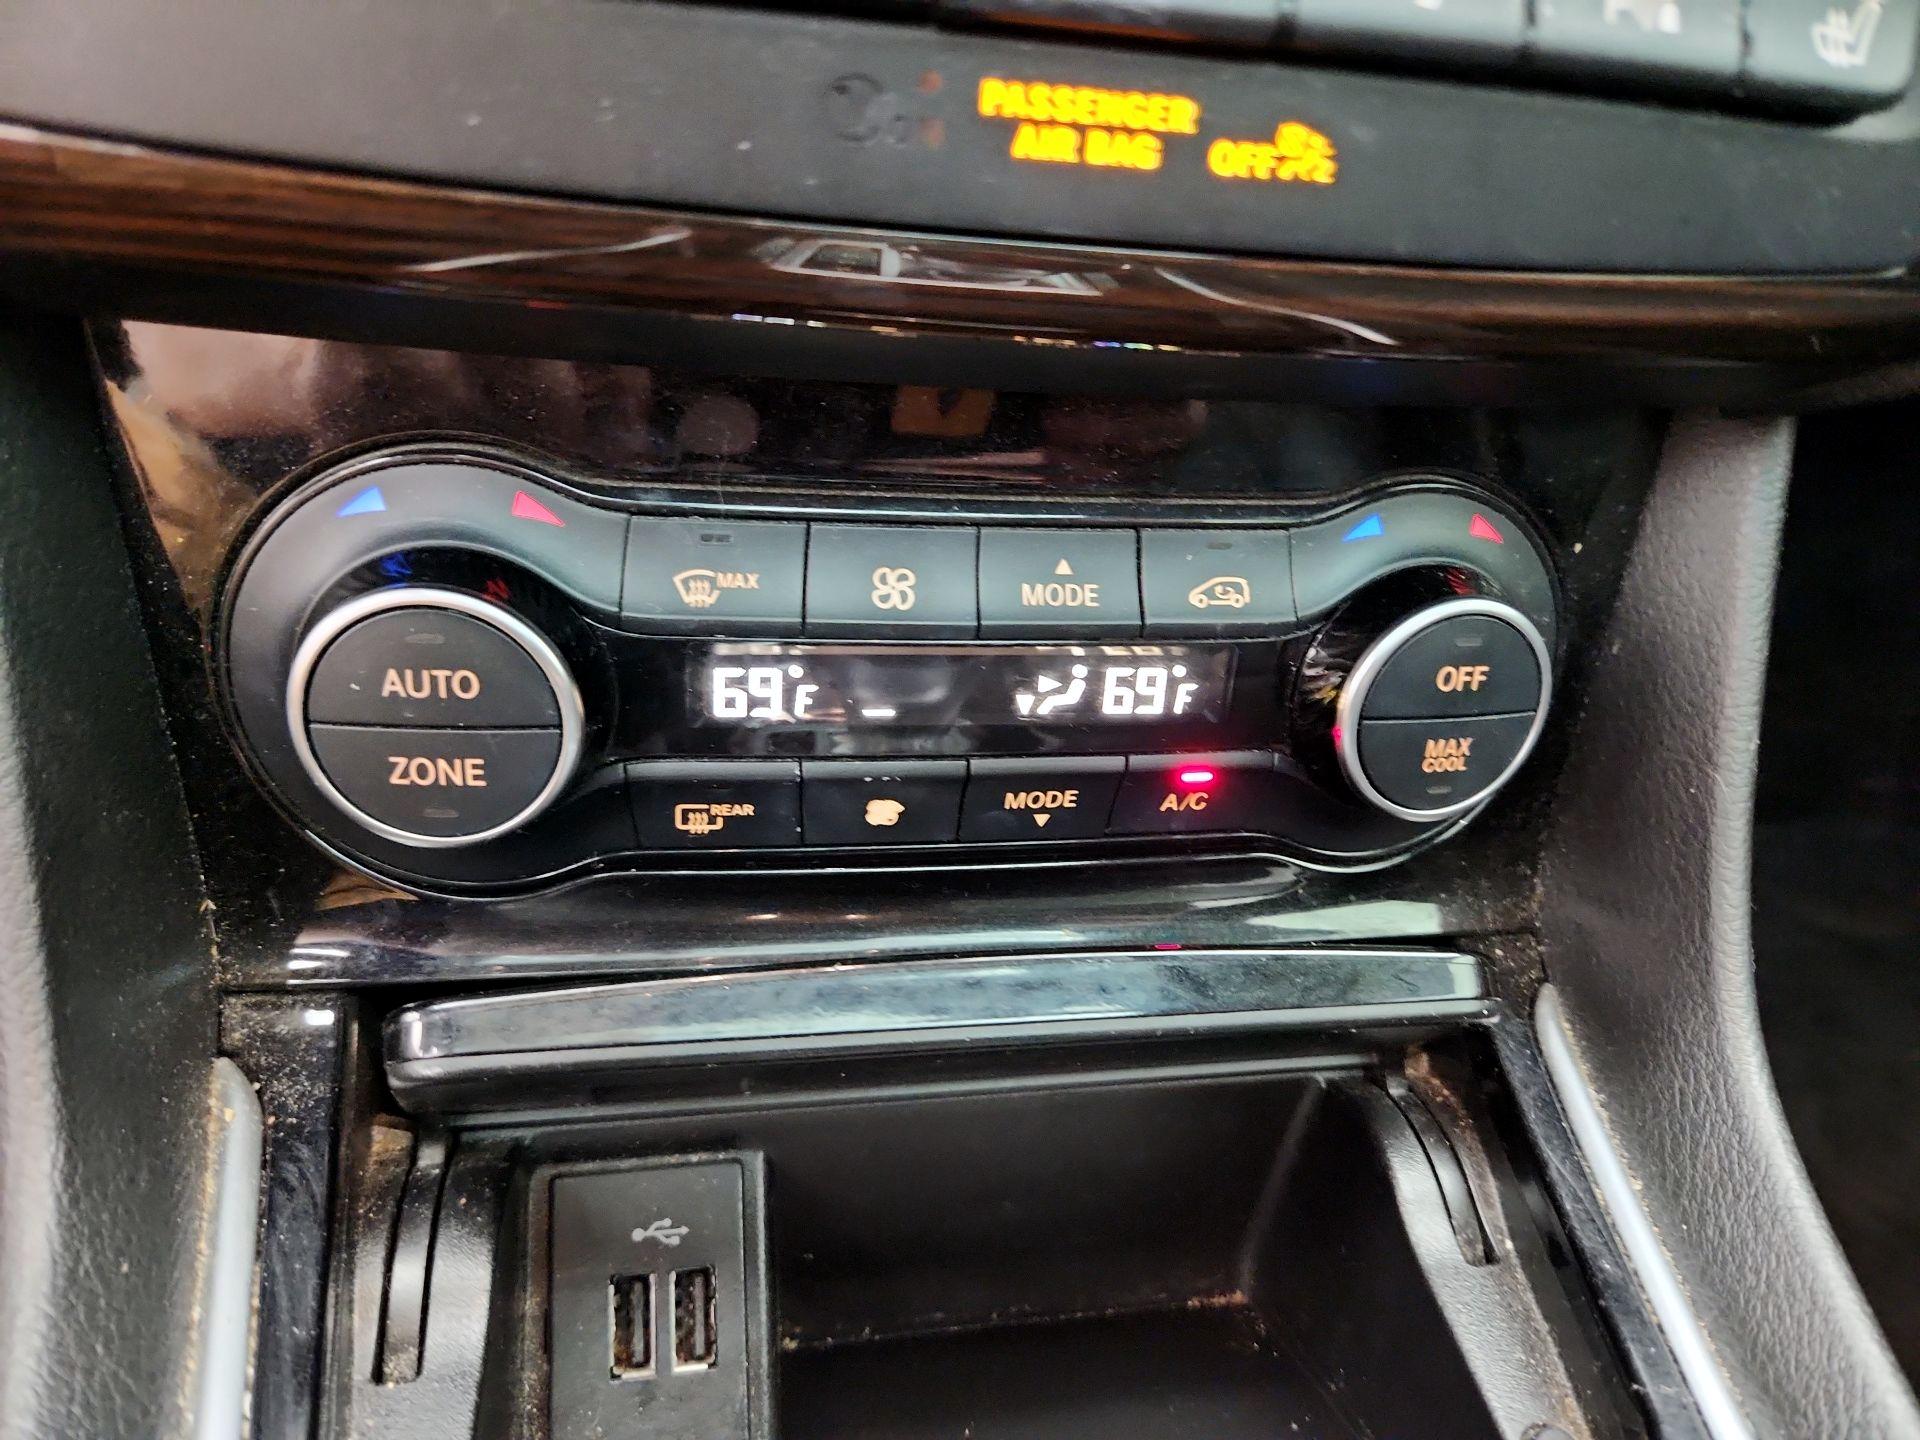 PASSENGER
AIR BAG OFF
MAX
MODE
AUTO
ZONE
69°F
69°F
OFF
MAX
COOL
REAR
MODE
A/C